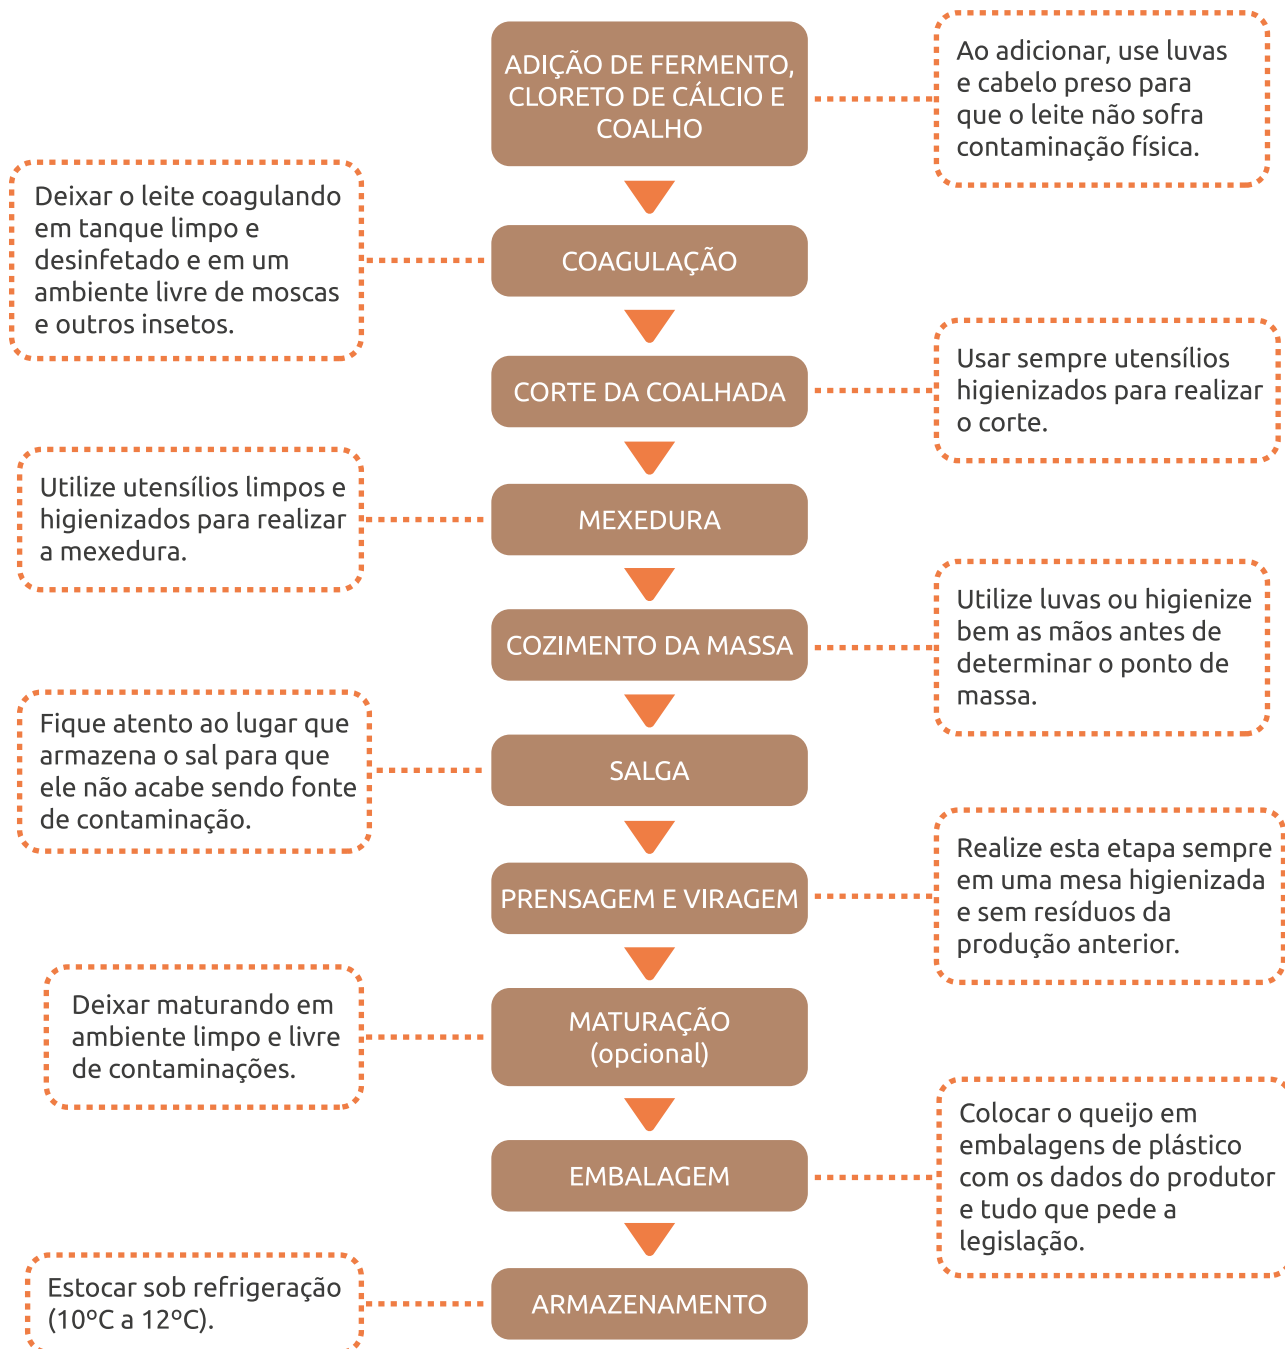 ADIÇÃO DE FERMENTO,
CLORETO DE CÁLCIO E
COALHO
Ao adicionar, use luvas
e cabelo preso para
que o leite não sofra
contaminação física.
Deixar o leite coagulando
em tanque limpo e
desinfetado e em um
ambiente livre de moscas
e outros insetos.
COAGULAÇÃO
CORTE DA COALHADA
Usar sempre utensílios
higienizados para realizar
o corte.
Utilize utensílios limpos e
higienizados para realizar
a mexedura.
MEXEDURA
COZIMENTO DA MASSA
Utilize luvas ou higienize
bem as mãos antes de
determinar o ponto de
massa.
Fique atento ao lugar que
armazena o sal para que
ele não acabe sendo fonte
de contaminação.
SALGA
PRENSAGEM E VIRAGEM
Realize esta etapa sempre
em uma mesa higienizada
e sem resíduos da
produção anterior.
Deixar maturando em
ambiente limpo e livre
de contaminações.
MATURAÇÃO
(opcional)
EMBALAGEM
Colocar o queijo em
embalagens de plástico
com os dados do produtor
e tudo que pede a
legislação.
Estocar sob refrigeração
(10ºC a 12ºC).
ARMAZENAMENTO